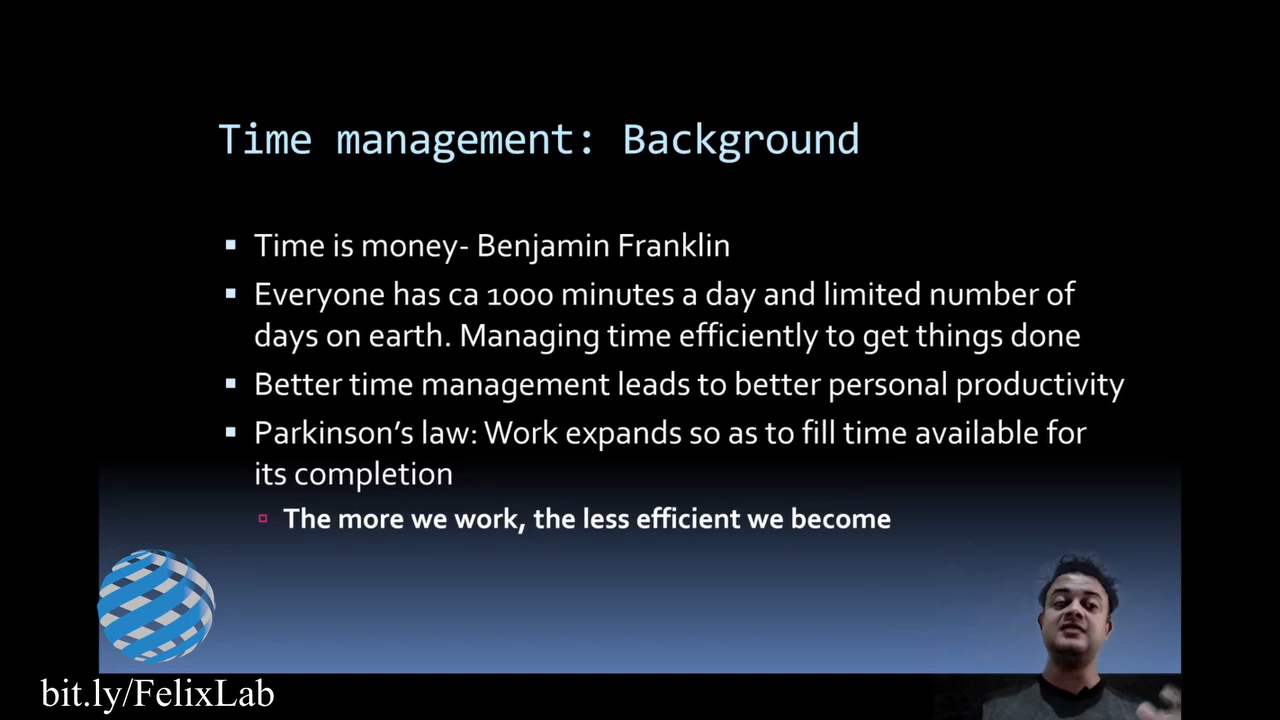 Time management: Background
Time is money- Benjamin Franklin
Everyone has ca 1000 minutes a day and limited number of
days on earth. Managing time efficiently to get things done
Better time management leads to better personal productivity
Parkinson’s law: Work expands so as to fill time available for
its completion
The more we work, the less efficient we become
bit.ly/FelixLab